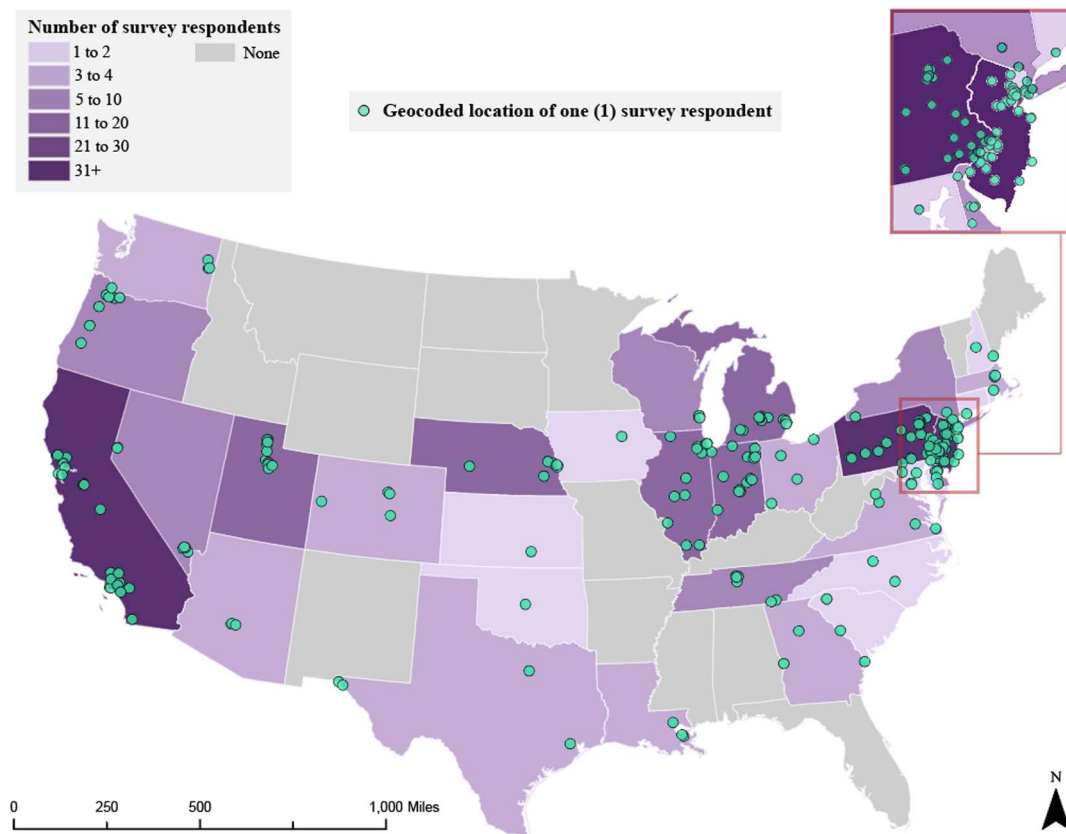 Number of survey respondents
1 to 2
None
3 to 4
5 to 10
11 to 20
21 to 30
31+
Geocoded location of one (1) survey respondent
0 250 500 1,000 Miles
N